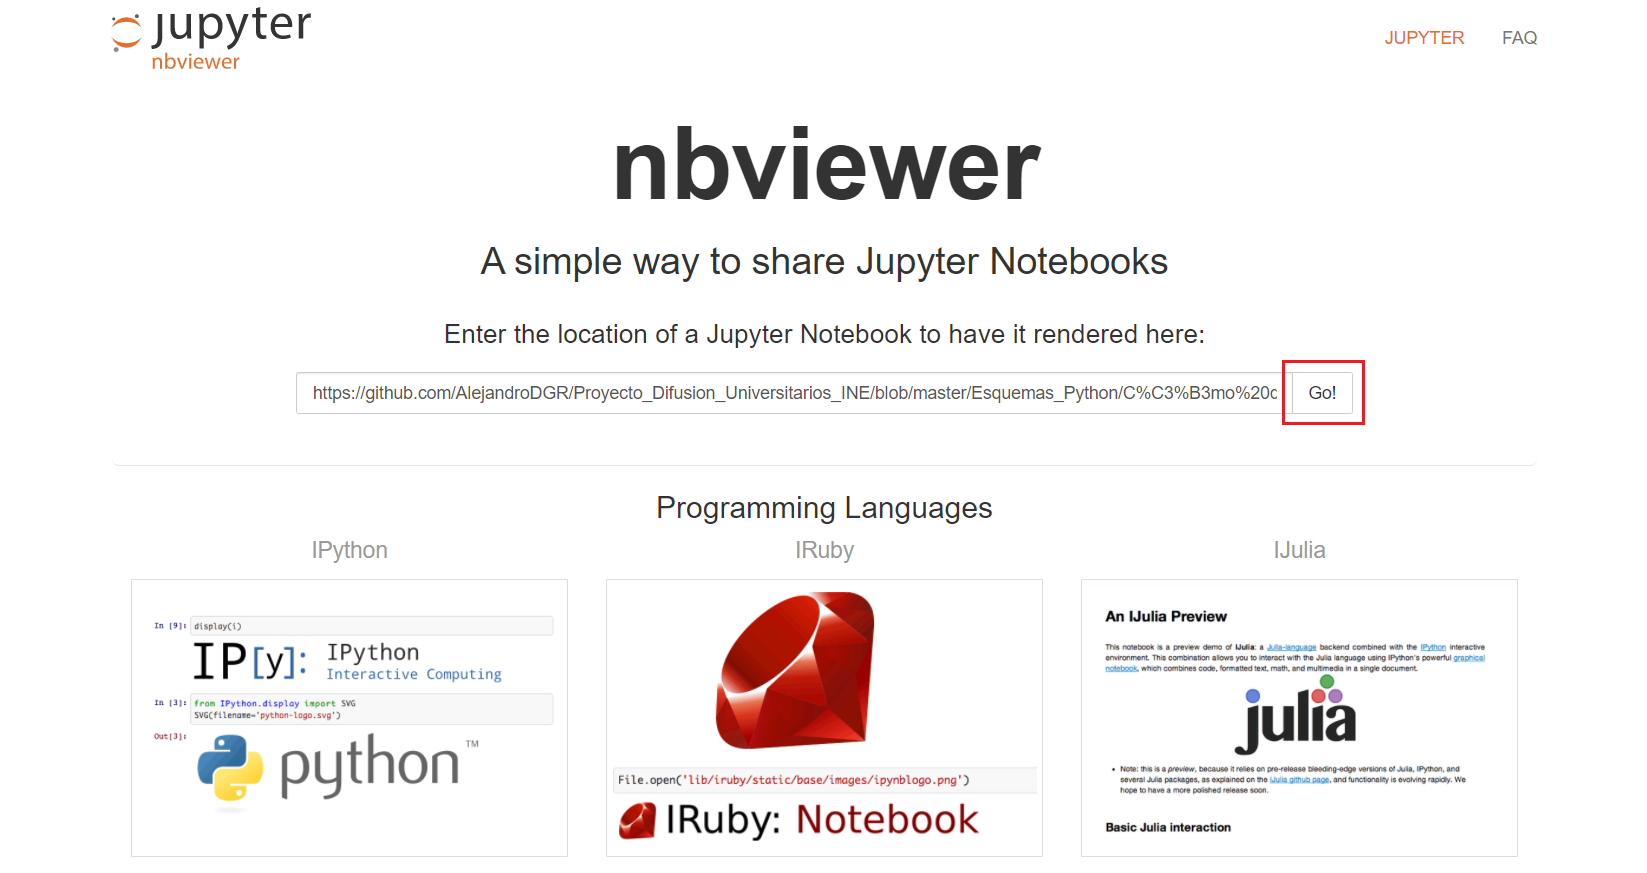 jupyter
nbviewer
JUPYTER FAQ
nbviewer
A simple way to share Jupyter Notebooks
Enter the location of a Jupyter Notebook to have it rendered here:
https://github.com/AlejandroDGR/Proyecto_Difusion_Universitarios_INE/blob/master/Esquemas_Python/C%C3%B3mo%20c
Go!
Programming Languages
IPython
In [9]: display(i)
IP[y]: IPython
Interactive Computing
In [3]: from IPython.display import SVG
SVG(filename='python-logo.svg')
Out[3]:
python™
IRuby
File.open('lib/iruby/static/base/images/ipynblogo.png')
IRuby: Notebook
IJulia
An IJulia Preview
This notebook is a preview demo of IJulia: a Julia-language backend combined with the IPython interactive
environment. This combination allows you to interact with the Julia language using IPython's powerful graphical
notebook, which combines code, formatted text, math, and multimedia in a single document.
julia
• Note: this is a preview, because it relies on pre-release bleeding-edge versions of Julia, IPython, and
several Julia packages, as explained on the IJulia github page, and functionality is evolving rapidly. We
hope to have a more polished release soon.
Basic Julia interaction